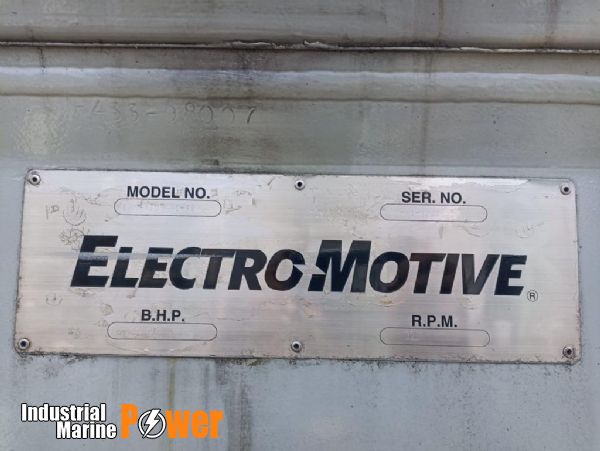 MODEL NO.
SER. NO.
ELECTRO-MOTIVE®
B.H.P.
R.P.M.
Industrial
Marine Power